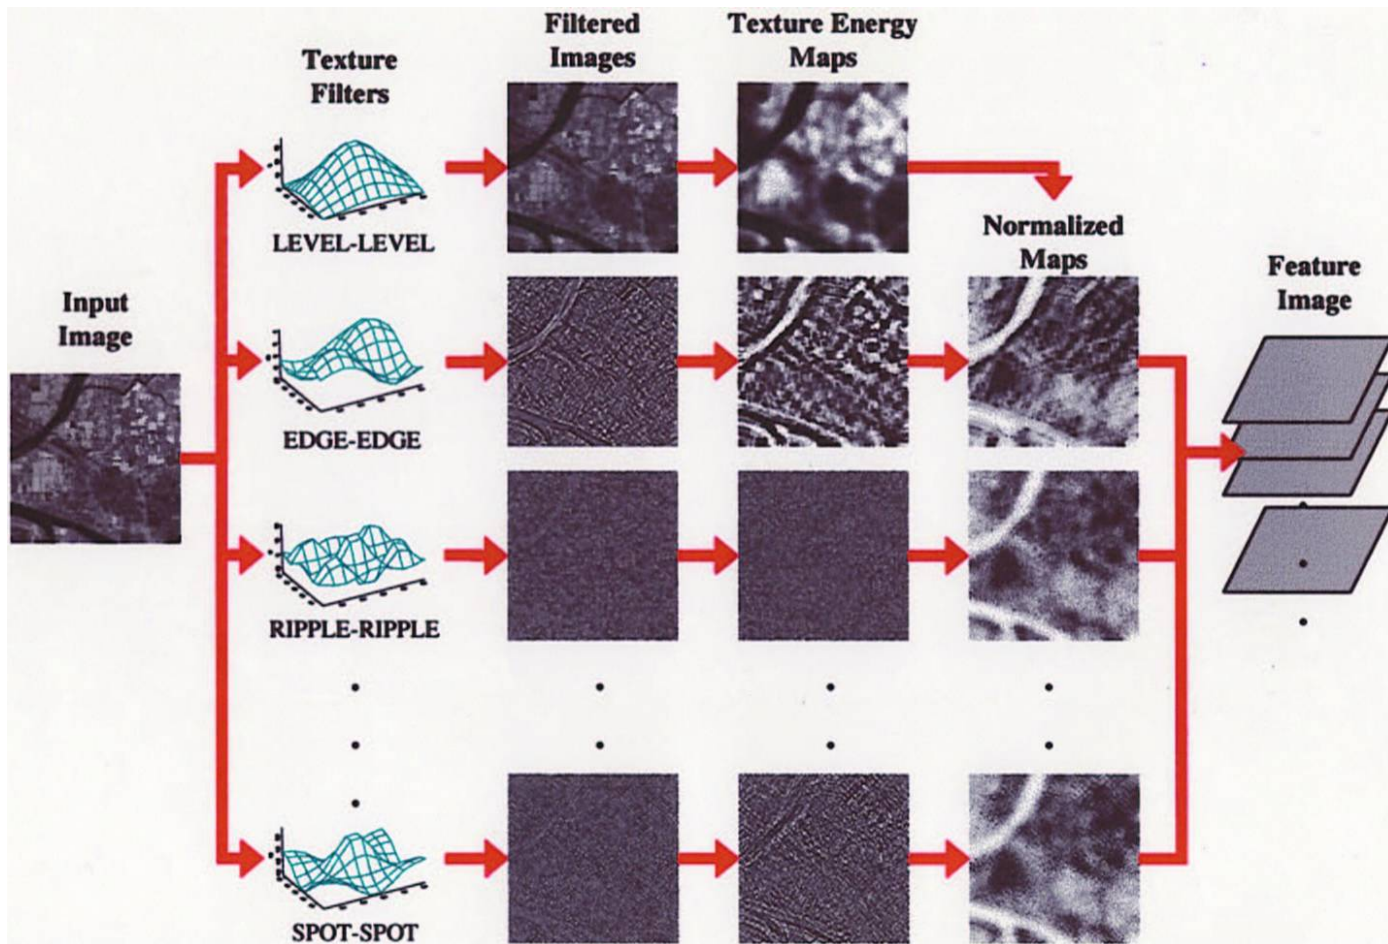 Filtered
Images
Texture Energy
Maps
Texture
Filters
LEVEL-LEVEL
Normalized
Maps
Feature
Image
Input
Image
EDGE-EDGE
RIPPLE-RIPPLE
SPOT-SPOT